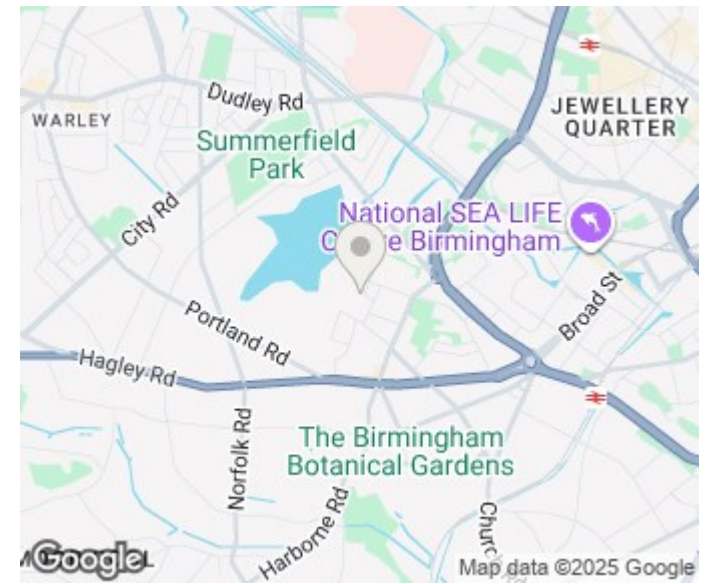 Dudley Rd
WARLEY
JEWELLERY
QUARTER
Summerfield
Park
City Rd
National SEA LIFE
Birmingham
Broad St
Portland Rd
Hagley Rd
Norfolk Rd
The Birmingham
Botanical Gardens
Harborne Rd
Google
Map data ©2025 Google